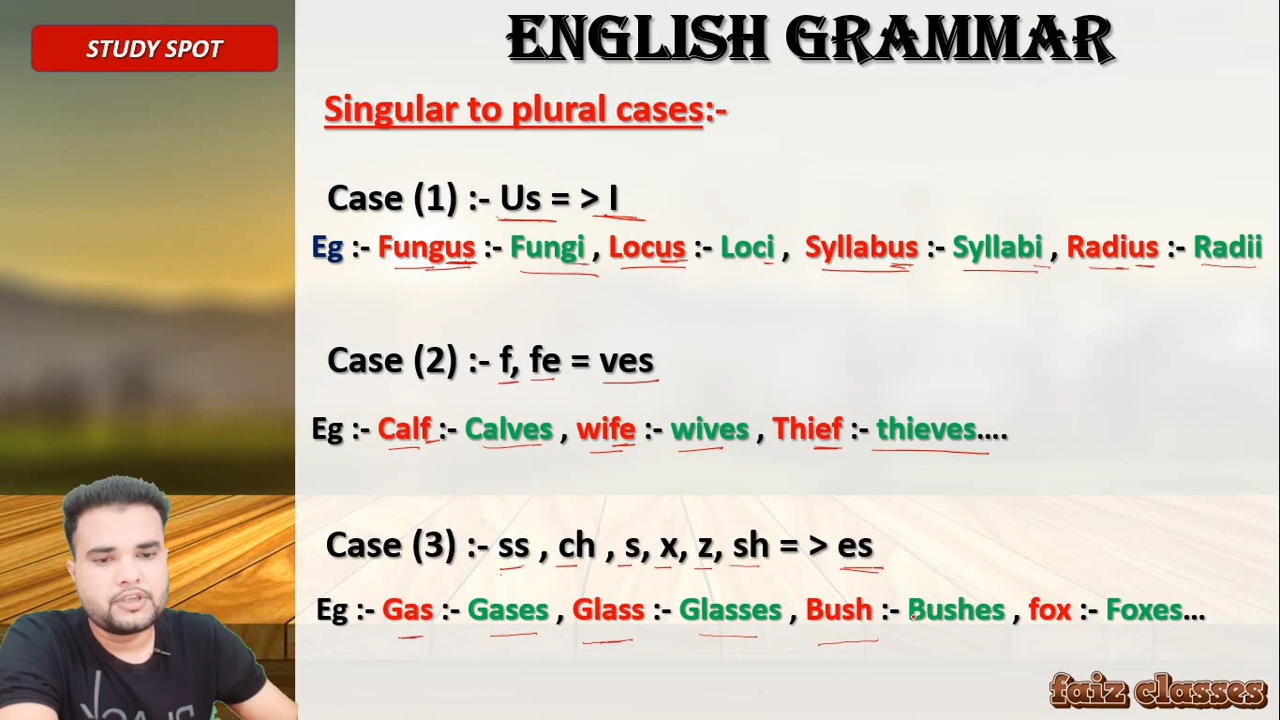 STUDY SPOT
ENGLISH GRAMMAR
Singular to plural cases:-
Case (1) :- Us = > I
Eg :- Fungus :- Fungi , Locus :- Loci , Syllabus :- Syllabi , Radius :- Radii
Case (2) :- f, fe = ves
Eg :- Calf :- Calves , wife :- wives , Thief :- thieves....
Case (3) :- ss , ch , s, x, z, sh = > es
Eg :- Gas :- Gases , Glass :- Glasses , Bush :- Bushes , fox :- Foxes...
faiz classes